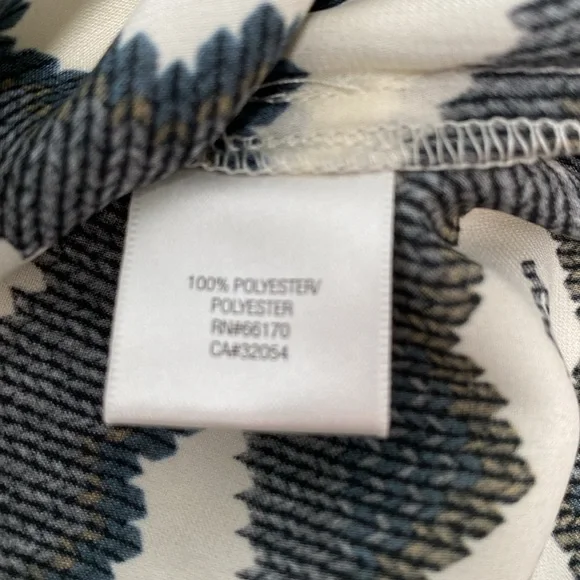 100% POLYESTER/
POLYESTER
RN#66170
CA#32054